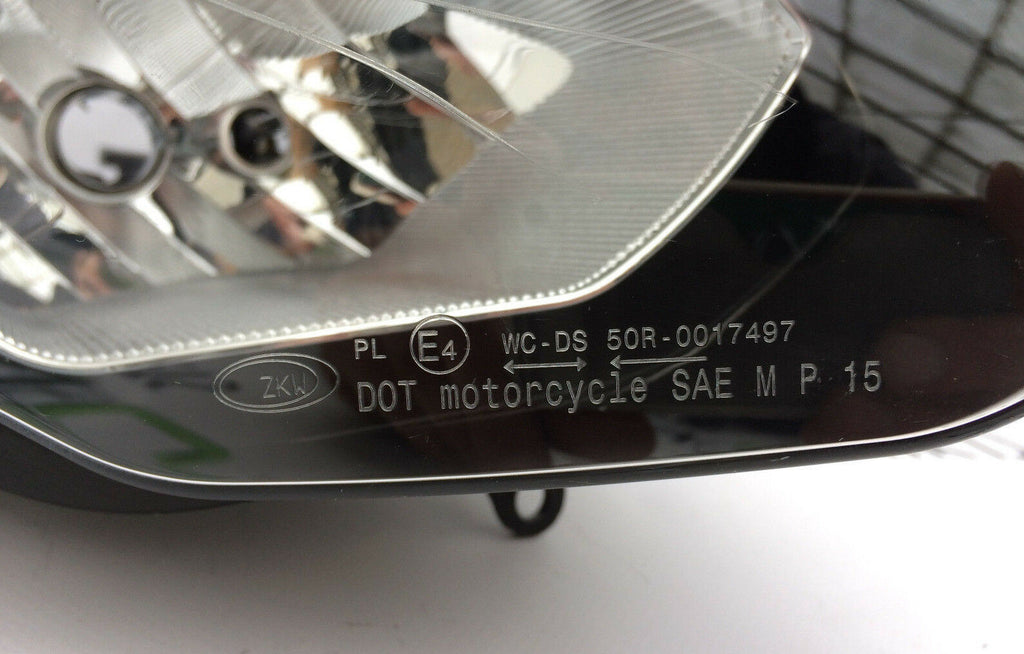 PL E4 WC-DS 50R-0017497
ZKW
DOT motorcycle SAE M P 15